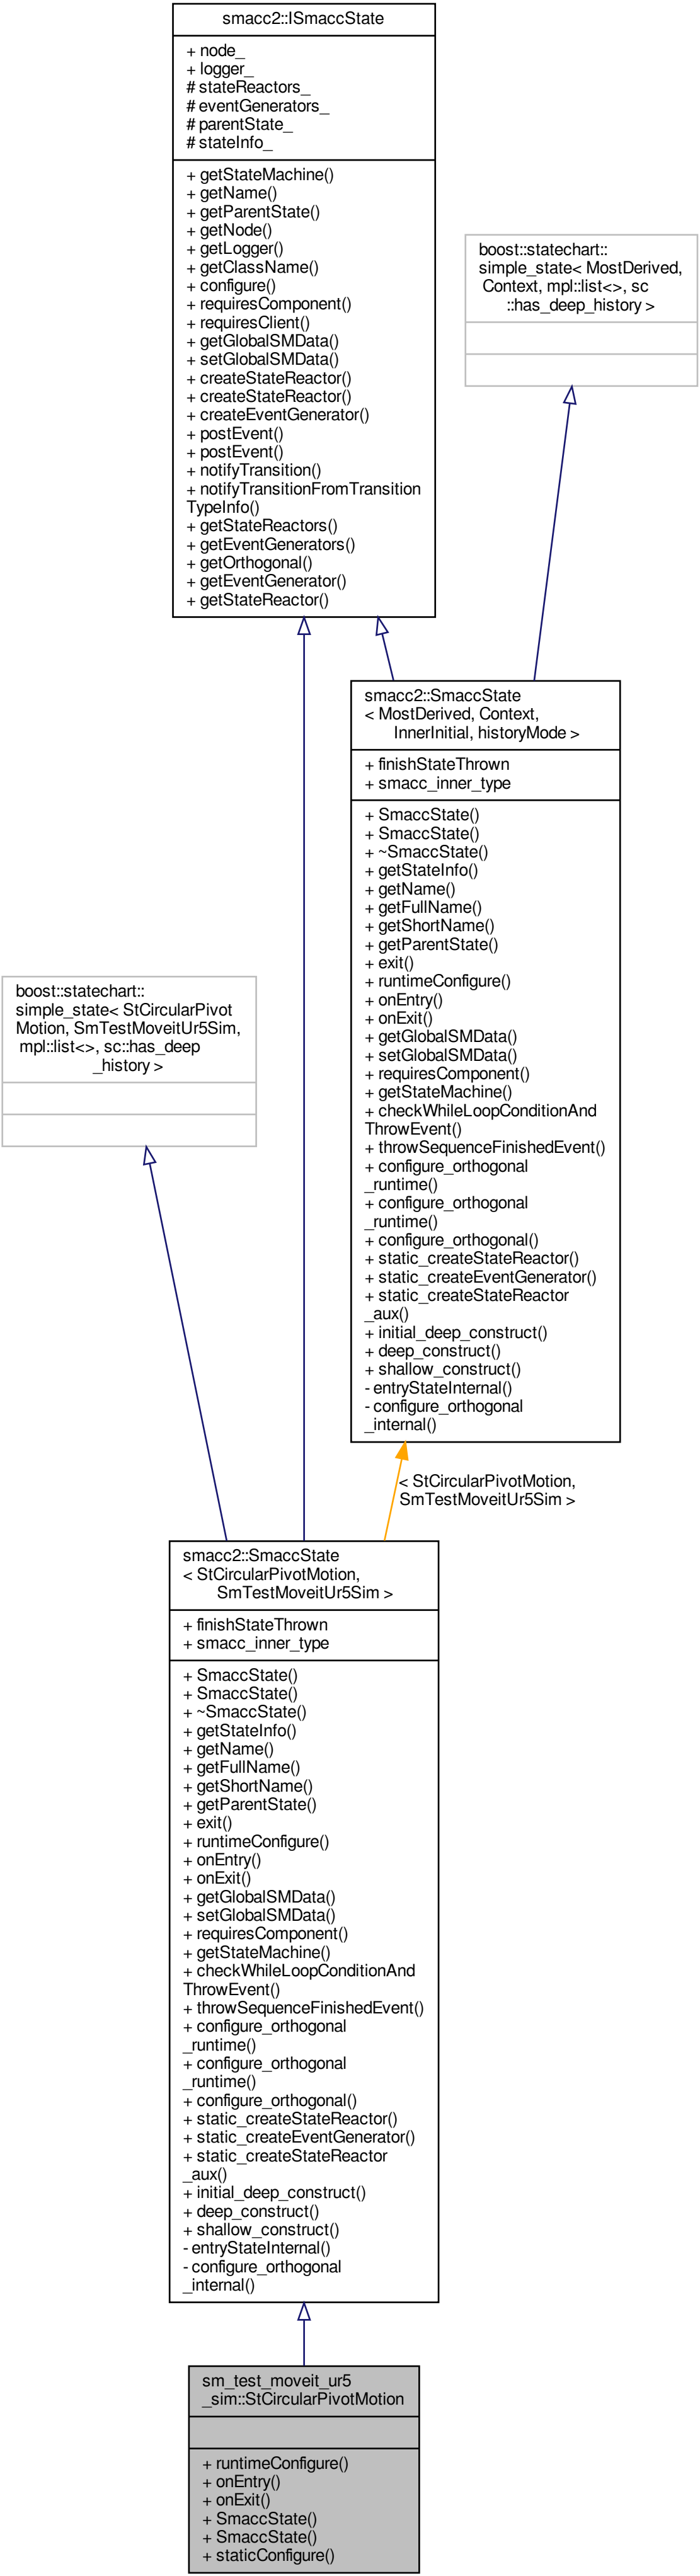 smacc2::ISmaccState
+ node_
+ logger_
# stateReactors_
# eventGenerators_
# parentState_
# stateInfo_
+ getStateMachine()
+ getName()
+ getParentState()
+ getNode()
+ getLogger()
+ getClassName()
+ configure()
+ requiresComponent()
+ requiresClient()
+ getGlobalSMData()
+ setGlobalSMData()
+ createStateReactor()
+ createStateReactor()
+ createEventGenerator()
+ postEvent()
+ postEvent()
+ notifyTransition()
+ notifyTransitionFromTransition
TypeInfo()
+ getStateReactors()
+ getEventGenerators()
+ getOrthogonal()
+ getEventGenerator()
+ getStateReactor()
boost::statechart::
simple_state< MostDerived,
Context, mpl::list<>, sc
::has_deep_history >
smacc2::SmaccState
< MostDerived, Context,
InnerInitial, historyMode >
+ finishStateThrown
+ smacc_inner_type
+ SmaccState()
+ SmaccState()
+ ~SmaccState()
+ getStateInfo()
+ getName()
+ getFullName()
+ getShortName()
+ getParentState()
+ exit()
+ runtimeConfigure()
+ onEntry()
+ onExit()
+ getGlobalSMData()
+ setGlobalSMData()
+ requiresComponent()
+ getStateMachine()
+ checkWhileLoopConditionAnd
ThrowEvent()
+ throwSequenceFinishedEvent()
+ configure_orthogonal
_runtime()
+ configure_orthogonal
_runtime()
+ configure_orthogonal()
+ static_createStateReactor()
+ static_createEventGenerator()
+ static_createStateReactor
_aux()
+ initial_deep_construct()
+ deep_construct()
+ shallow_construct()
- entryStateInternal()
- configure_orthogonal
_internal()
boost::statechart::
simple_state< StCircularPivot
Motion, SmTestMoveitUr5Sim,
mpl::list<>, sc::has_deep
_history >
< StCircularPivotMotion,
SmTestMoveitUr5Sim >
smacc2::SmaccState
< StCircularPivotMotion,
SmTestMoveitUr5Sim >
+ finishStateThrown
+ smacc_inner_type
+ SmaccState()
+ SmaccState()
+ ~SmaccState()
+ getStateInfo()
+ getName()
+ getFullName()
+ getShortName()
+ getParentState()
+ exit()
+ runtimeConfigure()
+ onEntry()
+ onExit()
+ getGlobalSMData()
+ setGlobalSMData()
+ requiresComponent()
+ getStateMachine()
+ checkWhileLoopConditionAnd
ThrowEvent()
+ throwSequenceFinishedEvent()
+ configure_orthogonal
_runtime()
+ configure_orthogonal
_runtime()
+ configure_orthogonal()
+ static_createStateReactor()
+ static_createEventGenerator()
+ static_createStateReactor
_aux()
+ initial_deep_construct()
+ deep_construct()
+ shallow_construct()
- entryStateInternal()
- configure_orthogonal
_internal()
sm_test_moveit_ur5
_sim::StCircularPivotMotion
+ runtimeConfigure()
+ onEntry()
+ onExit()
+ SmaccState()
+ SmaccState()
+ staticConfigure()